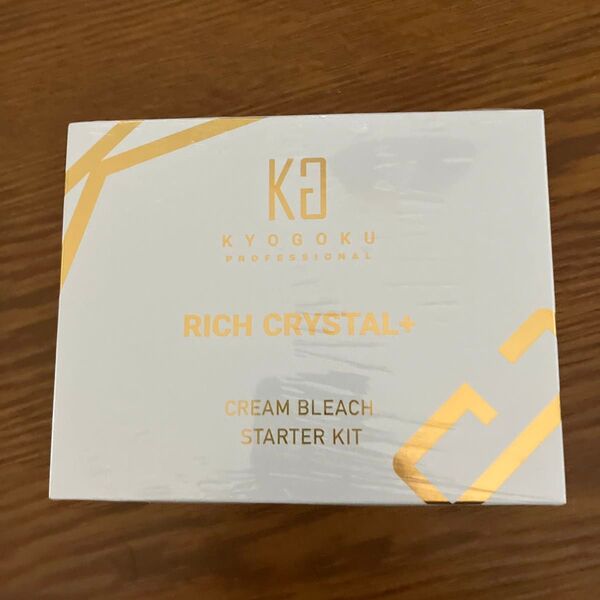 KG
KYOGOKU
PROFESSIONAL
RICH CRYSTAL+
CREAM BLEACH
STARTER KIT